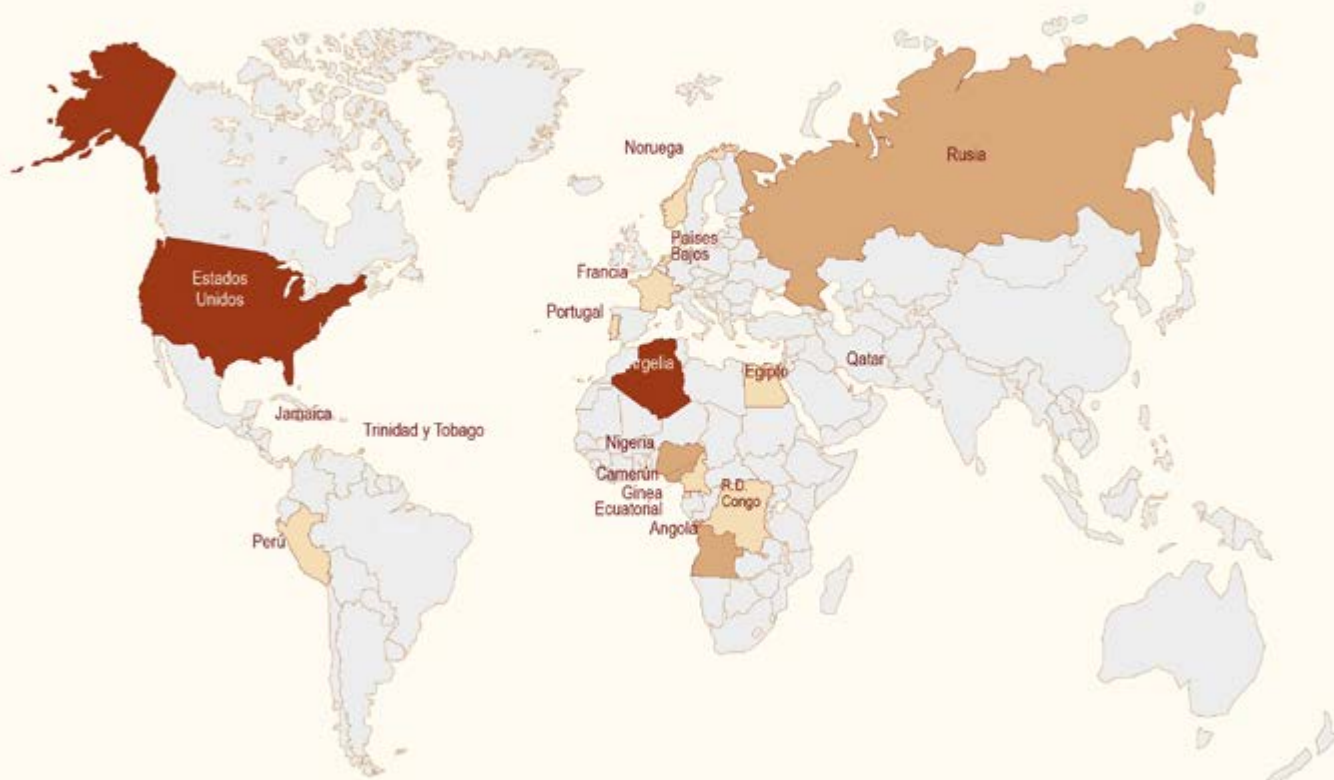 Noruega
Rusia
Países
Bajos
Francia
Estados
Unidos
Portugal
Qatar
Argelia
Egipto
Jamaica
Trinidad y Tobago
Nigeria
Camerún
Ginea
Ecuatorial
R.D.
Congo
Angola
Perú